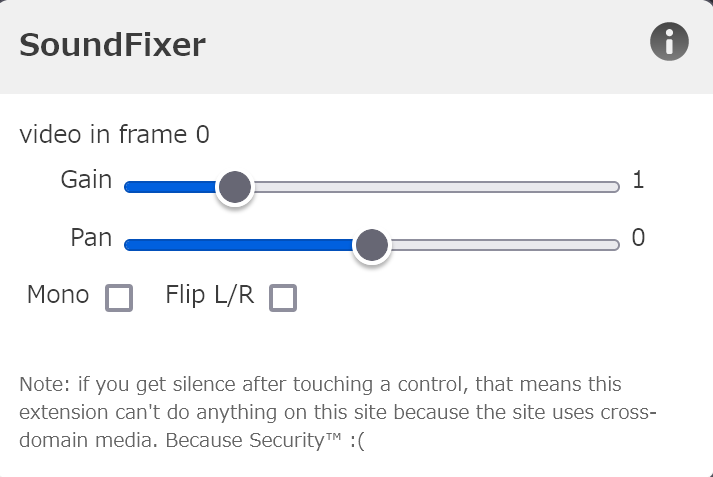 SoundFixer
video in frame 0
Gain 1
Pan 0
Mono Flip L/R
Note: if you get silence after touching a control, that means this
extension can't do anything on this site because the site uses cross-
domain media. Because Security™ :(